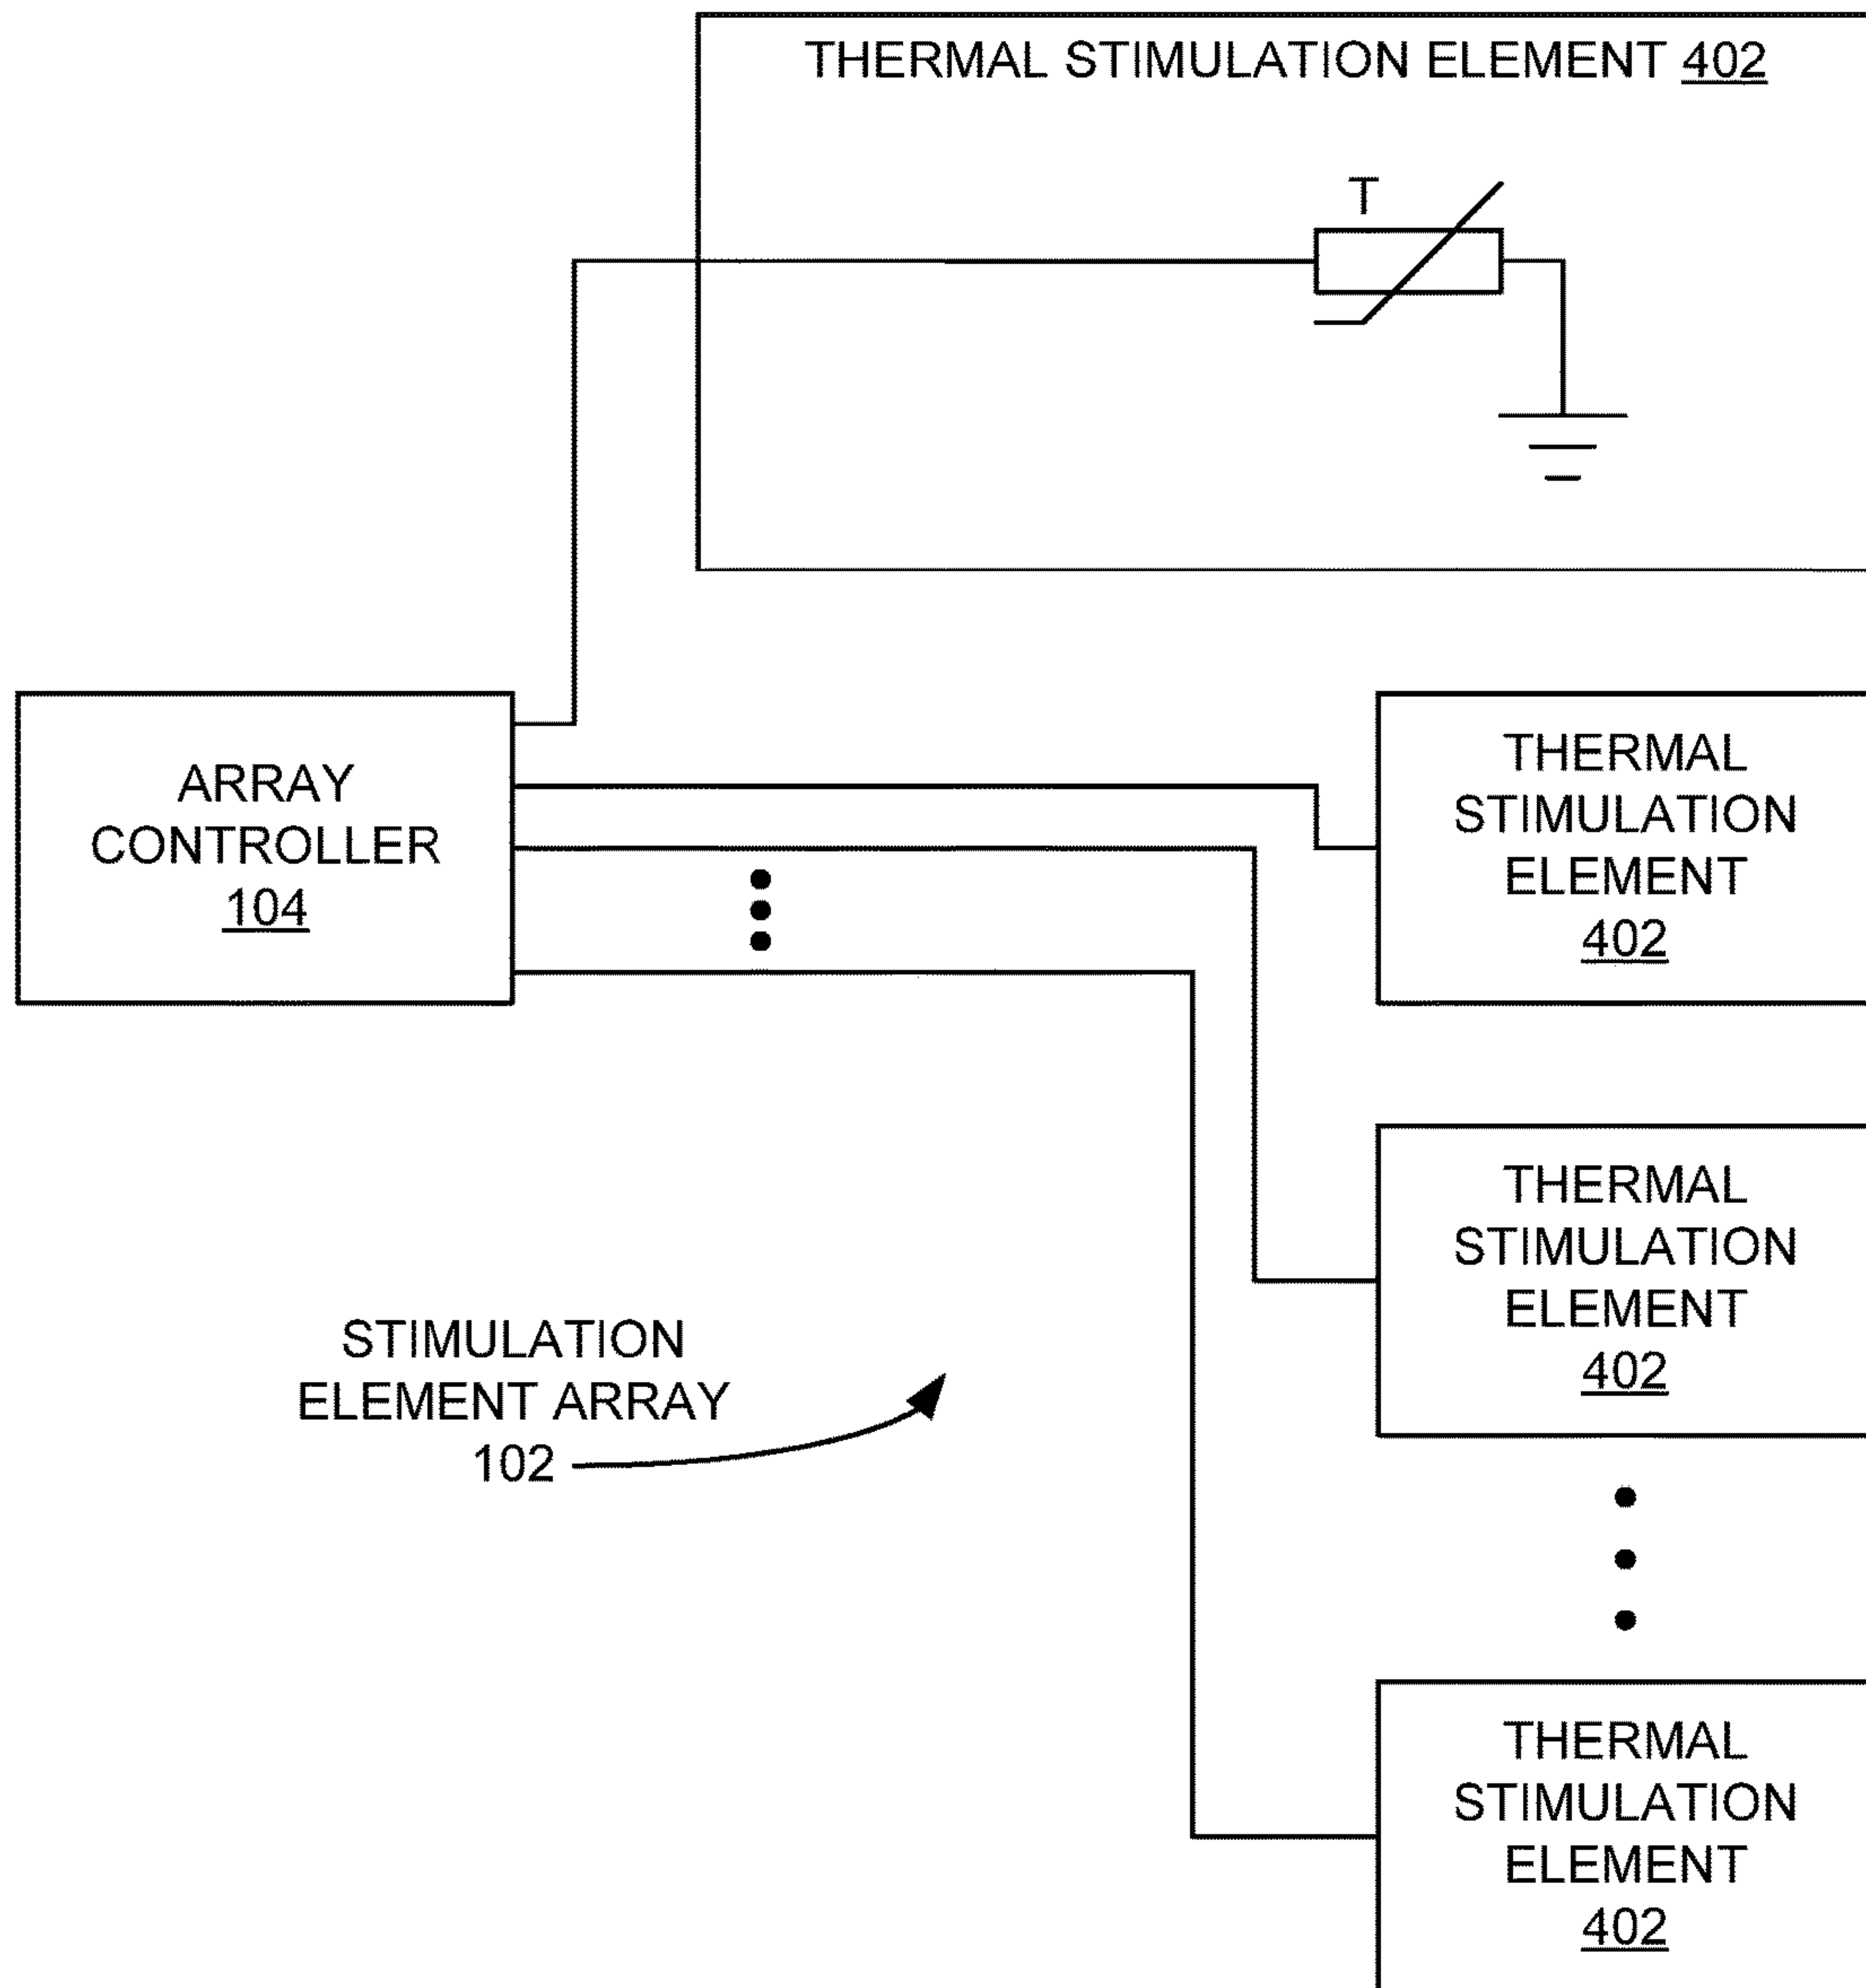 THERMAL STIMULATION ELEMENT 402
T
ARRAY
CONTROLLER
104
THERMAL
STIMULATION
ELEMENT
402
THERMAL
STIMULATION
ELEMENT
402
STIMULATION
ELEMENT ARRAY
102
THERMAL
STIMULATION
ELEMENT
402